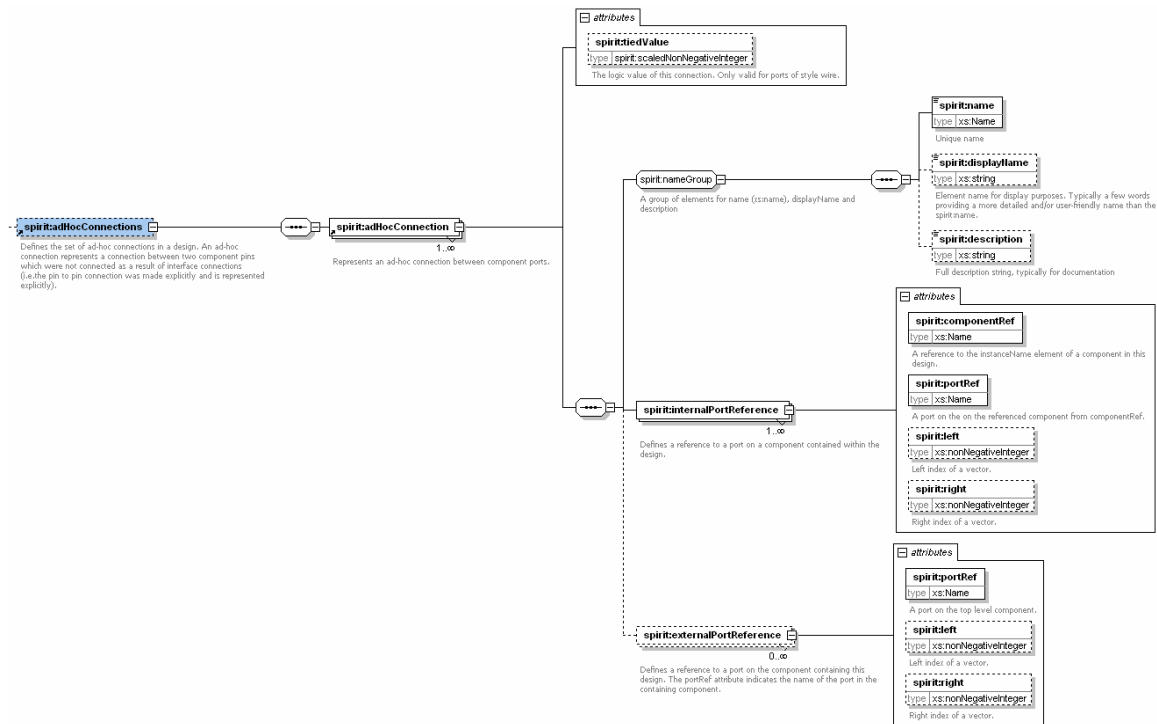 attributes
spirit:tiedValue
type spirit:scaledNonNegativeInteger
The logic value of this connection. Only valid for ports of style wire.
spirit:name
type xs:Name
Unique name
spirit:nameGroup
A group of elements for name (xs:name), displayName and
description
spirit:displayName
type xs:string
Element name for display purposes. Typically a few words
providing a more detailed and/or user-friendly name than the
spirit:name.
spirit:description
type xs:string
Full description string, typically for documentation
spirit:adHocConnections
Defines the set of ad-hoc connections in a design. An ad-hoc
connection represents a connection between two component pins
which were not connected as a result of interface connections
(i.e.the pin to pin connection was made explicitly and is represented
explicitly).
spirit:adHocConnection
1..∞
Represents an ad-hoc connection between component ports.
attributes
spirit:componentRef
type xs:Name
A reference to the instanceName element of a component in this
design.
spirit:portRef
type xs:Name
A port on the on the referenced component from componentRef.
spirit:internalPortReference
1..∞
Defines a reference to a port on a component contained within the
design.
spirit:left
type xs:nonNegativeInteger
Left index of a vector.
spirit:right
type xs:nonNegativeInteger
Right index of a vector.
attributes
spirit:portRef
type xs:Name
A port on the top level component.
spirit:externalPortReference
0..∞
Defines a reference to a port on the component containing this
design. The portRef attribute indicates the name of the port in the
containing component.
spirit:left
type xs:nonNegativeInteger
Left index of a vector.
spirit:right
type xs:nonNegativeInteger
Right index of a vector.